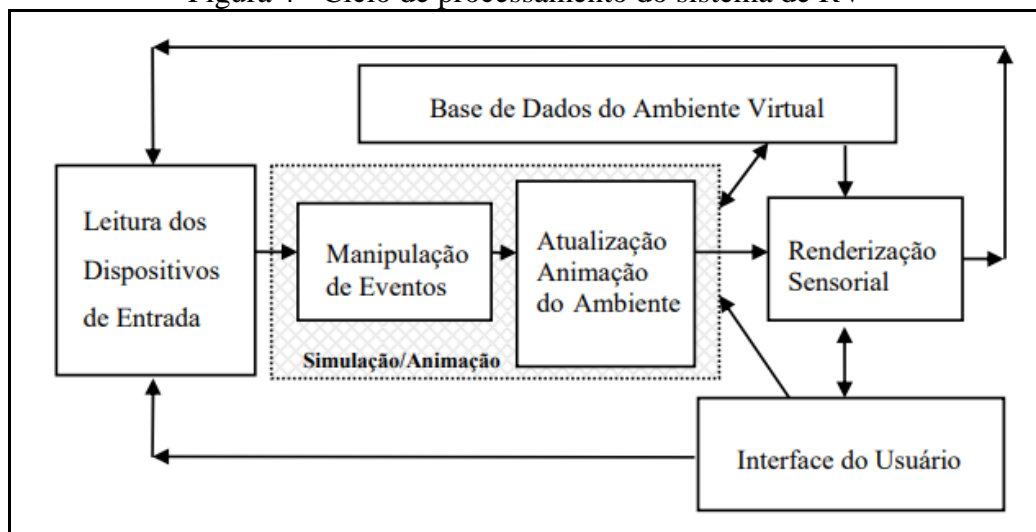 Figura 4 - Ciclo de processamento do sistema de RV
Base de Dados do Ambiente Virtual
Leitura dos
Dispositivos
de Entrada
Manipulação
de Eventos
Atualização
Animação
do Ambiente
Simulação/Animação
Renderização
Sensorial
Interface do Usuário